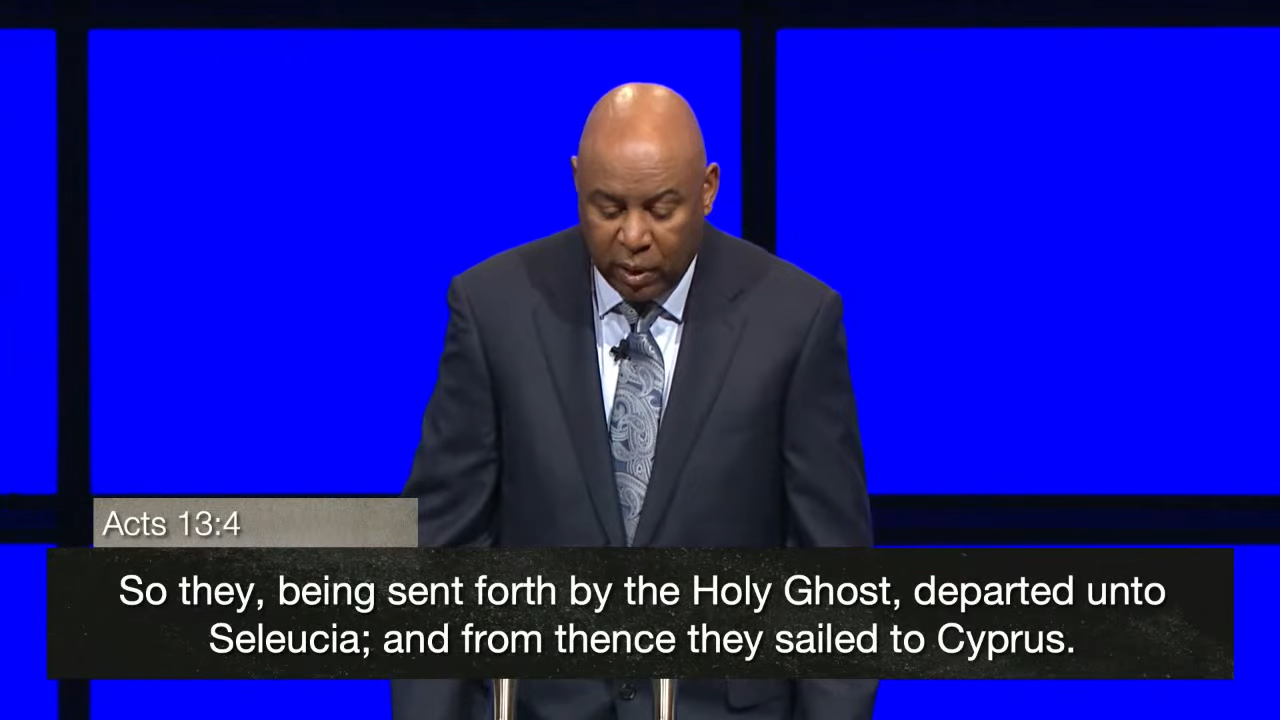 Acts 13:4
So they, being sent forth by the Holy Ghost, departed unto
Seleucia; and from thence they sailed to Cyprus.